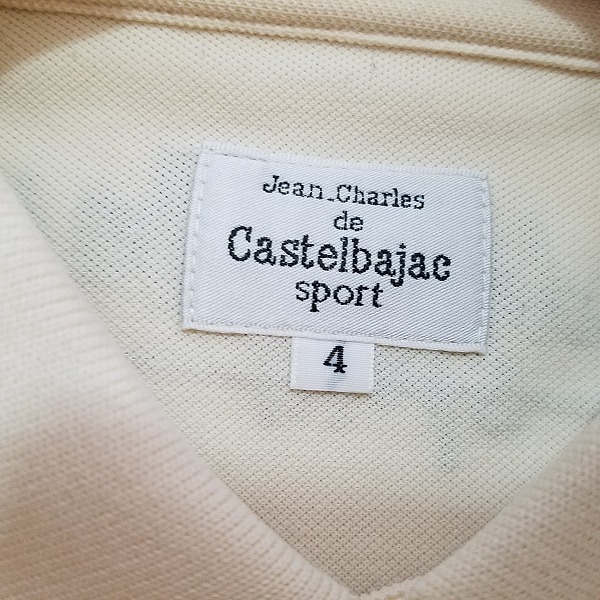 Jean_Charles
de
Castelbajac
sport
4